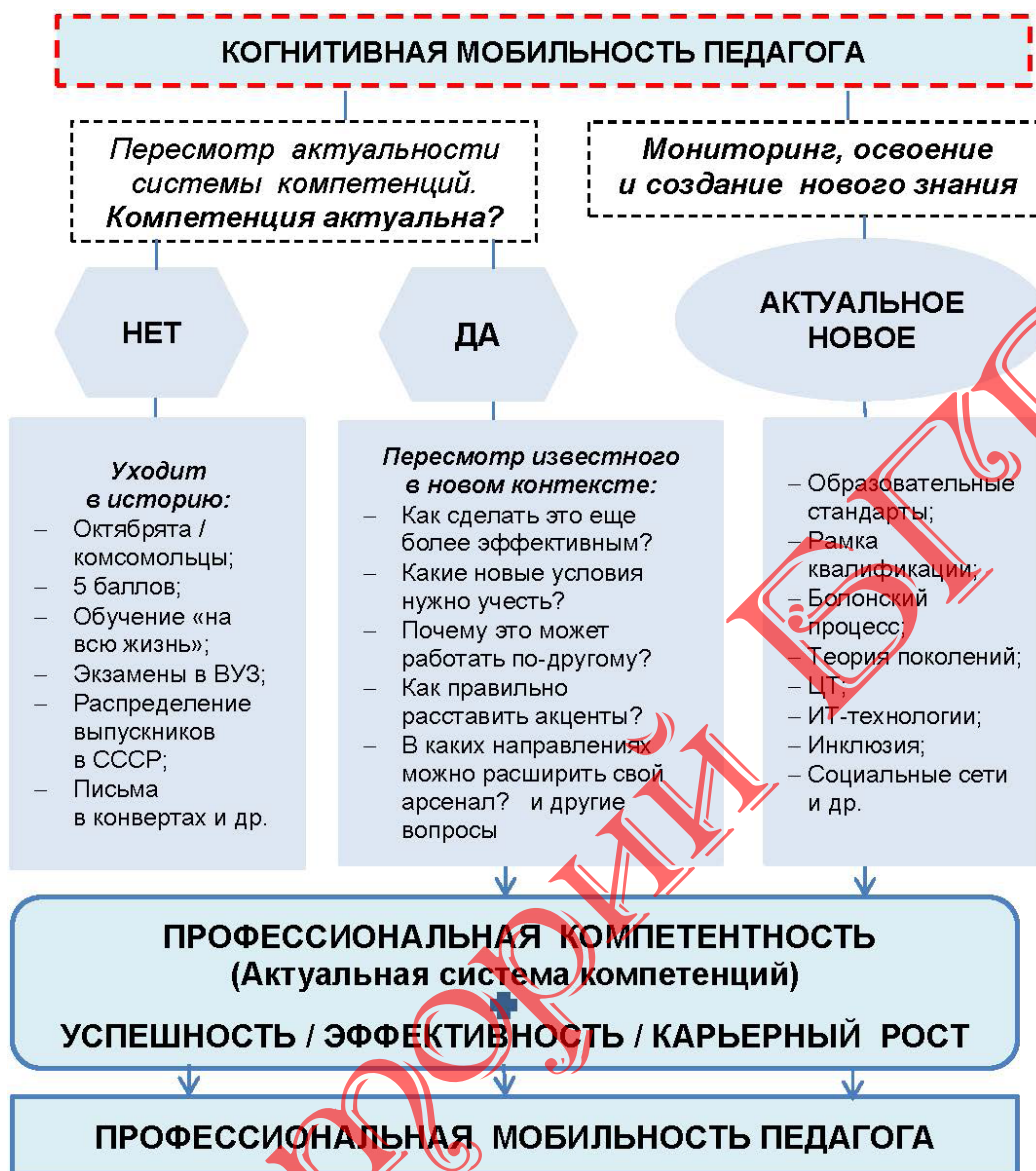 КОГНИТИВНАЯ МОБИЛЬНОСТЬ ПЕДАГОГА
Пересмотр актуальности
системы компетенций.
Компетенция актуальна?
Мониторинг, освоение
и создание нового знания
НЕТ
ДА
АКТУАЛЬНОЕ
НОВОЕ
Уходит
в историю:
– Октябрята /
комсомольцы;
– 5 баллов;
– Обучение «на
всю жизнь»;
– Экзамены в ВУЗ;
– Распределение
выпускников
в СССР;
– Письма
в конвертах и др.
Пересмотр известного
в новом контексте:
– Как сделать это еще
более эффективным?
– Какие новые условия
нужно учесть?
– Почему это может
работать по-другому?
– Как правильно
расставить акценты?
– В каких направлениях
можно расширить свой
арсенал? и другие
вопросы
– Образовательные
стандарты;
– Рамка
квалификаций;
– Болонский
процесс;
– Теория поколений;
– ЦТ;
– ИТ-технологии;
– Инклюзия;
– Социальные сети
и др.
ПРОФЕССИОНАЛЬНАЯ КОМПЕТЕНТНОСТЬ
(Актуальная система компетенций)
УСПЕШНОСТЬ / ЭФФЕКТИВНОСТЬ / КАРЬЕРНЫЙ РОСТ
ПРОФЕССИОНАЛЬНАЯ МОБИЛЬНОСТЬ ПЕДАГОГА